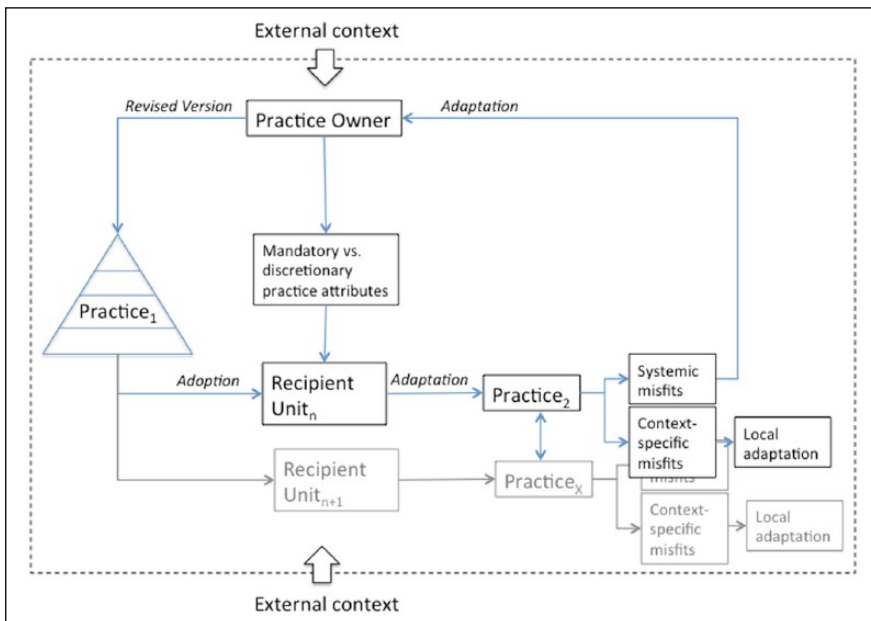 External context
Revised Version
Adaptation
Practice Owner
Mandatory vs.
discretionary
practice attributes
Practice₁
Adoption
Recipient
Unitₙ
Adaptation
Practice₂
Systemic
misfits
Context-
specific
misfits
Local
adaptation
Recipient
Unitₙ₊₁
Practiceₓ
misfits
Context-
specific
misfits
Local
adaptation
External context